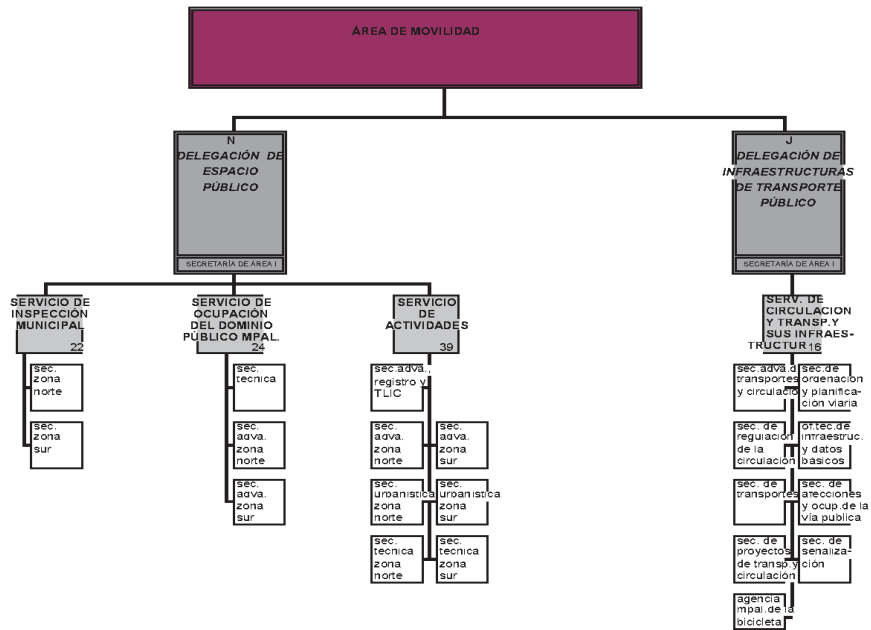 ÁREA DE MOVILIDAD
N
DELEGACIÓN DE
ESPACIO
PÚBLICO
SECRETARÍA DE ÁREA I
J
DELEGACIÓN DE
INFRAESTRUCTURAS
DE TRANSPORTE
PÚBLICO
SECRETARÍA DE ÁREA I
SERVICIO DE
INSPECCIÓN
MUNICIPAL
22
sec.
zona
norte
sec.
zona
sur
SERVICIO DE
OCUPACIÓN
DEL DOMINIO
PÚBLICO MPAL.
24
sec.
tecnica
sec.
adva.
zona
norte
sec.
adva.
zona
sur
SERVICIO
DE
ACTIVIDADES
39
sec.adva.,
registro y
TLIC
sec.
adva.
zona
norte
sec.
adva.
zona
sur
sec.
urbanística
zona
norte
sec.
urbanística
zona
sur
sec.
tecnica
zona
norte
sec.
tecnica
zona
sur
SERV. DE
CIRCULACION
Y TRANSP.Y
SUS INFRAES-
TRUCTUR
16
sec.adva.d
transportes
y circulació
sec.de
ordenación
y planifica-
ción viaria
sec. de
regulación
de la
circulación
of.tec.de
infraestruc.
y datos
básicos
sec. de
transportes
sec. de
afecciones
y ocup.de la
vía publica
sec. de
proyectos
de transp.y
circulación
sec. de
senaliza-
ción
agencia
mpal.de la
bicicleta